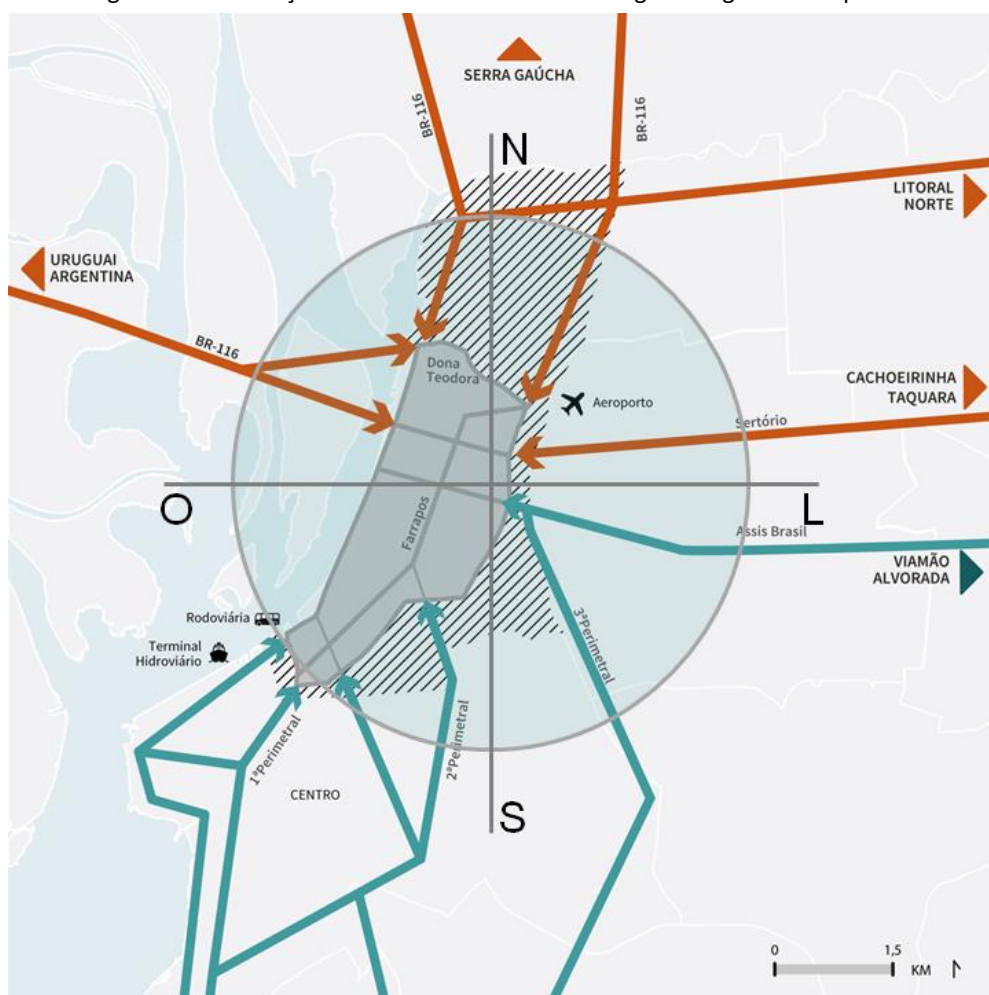 SERRA GAÚCHA
BR-116
BR-116
N
LITORAL
NORTE
URUGUAI
ARGENTINA
BR-116
Dona
Teodora
Aeroporto
CACHOEIRINHA
TAQUARA
Sertório
O
L
Farrapos
Assis Brasil
VIAMÃO
ALVORADA
Rodoviária
Terminal
Hidroviário
3ªPerimetral
1ªPerimetral
2ªPerimetral
CENTRO
S
0
1,5
KM